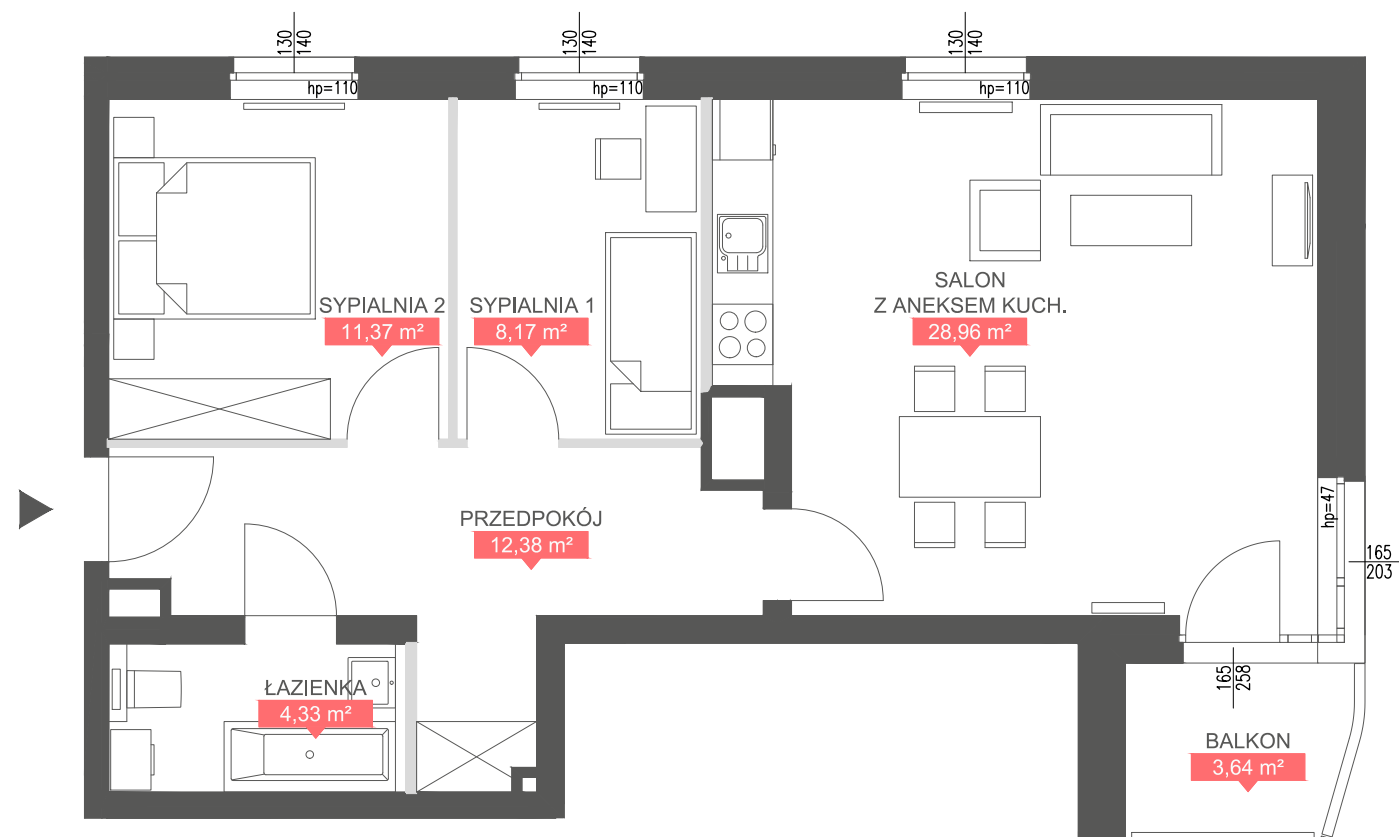 130
140
130
140
130
140
hp=110
hp=110
hp=110
SYPIALNIA 2
11,37 m²
SYPIALNIA 1
8,17 m²
SALON
Z ANEKSEM KUCH.
28,96 m²
PRZEDPOKÓJ
12,38 m²
hp=47
165
203
ŁAZIENKA
4,33 m²
165
258
BALKON
3,64 m²